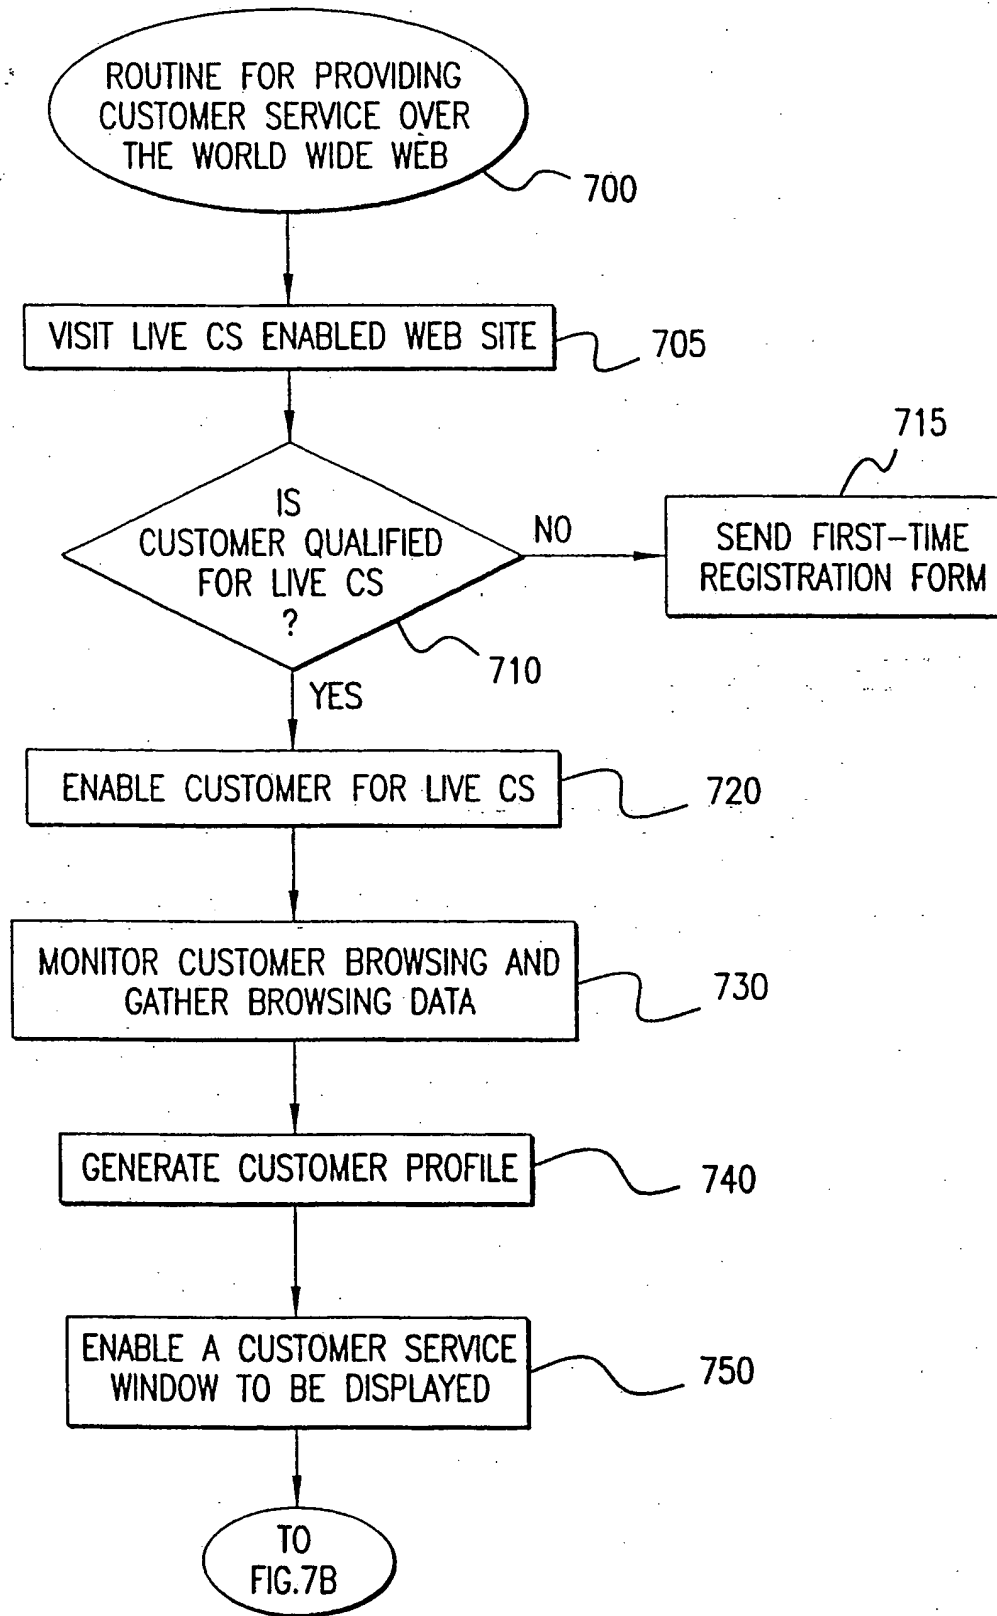 ROUTINE FOR PROVIDING
CUSTOMER SERVICE OVER
THE WORLD WIDE WEB
700
VISIT LIVE CS ENABLED WEB SITE
705
715
IS
CUSTOMER QUALIFIED
FOR LIVE CS
?
NO
SEND FIRST-TIME
REGISTRATION FORM
710
YES
ENABLE CUSTOMER FOR LIVE CS
720
MONITOR CUSTOMER BROWSING AND
GATHER BROWSING DATA
730
GENERATE CUSTOMER PROFILE
740
ENABLE A CUSTOMER SERVICE
WINDOW TO BE DISPLAYED
750
TO
FIG.7B